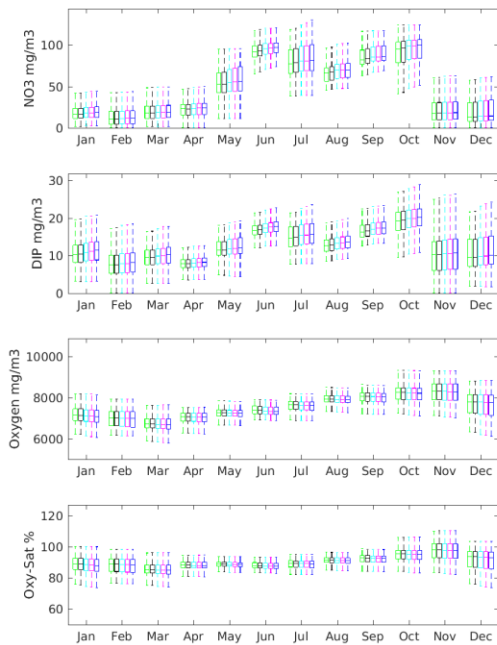 NO3 mg/m3
100
50
0
Jan Feb Mar Apr May Jun Jul Aug Sep Oct Nov Dec
DIP mg/m3
30
20
10
0
Jan Feb Mar Apr May Jun Jul Aug Sep Oct Nov Dec
Oxygen mg/m3
10000
8000
6000
Jan Feb Mar Apr May Jun Jul Aug Sep Oct Nov Dec
Oxy-Sat %
120
100
80
60
Jan Feb Mar Apr May Jun Jul Aug Sep Oct Nov Dec